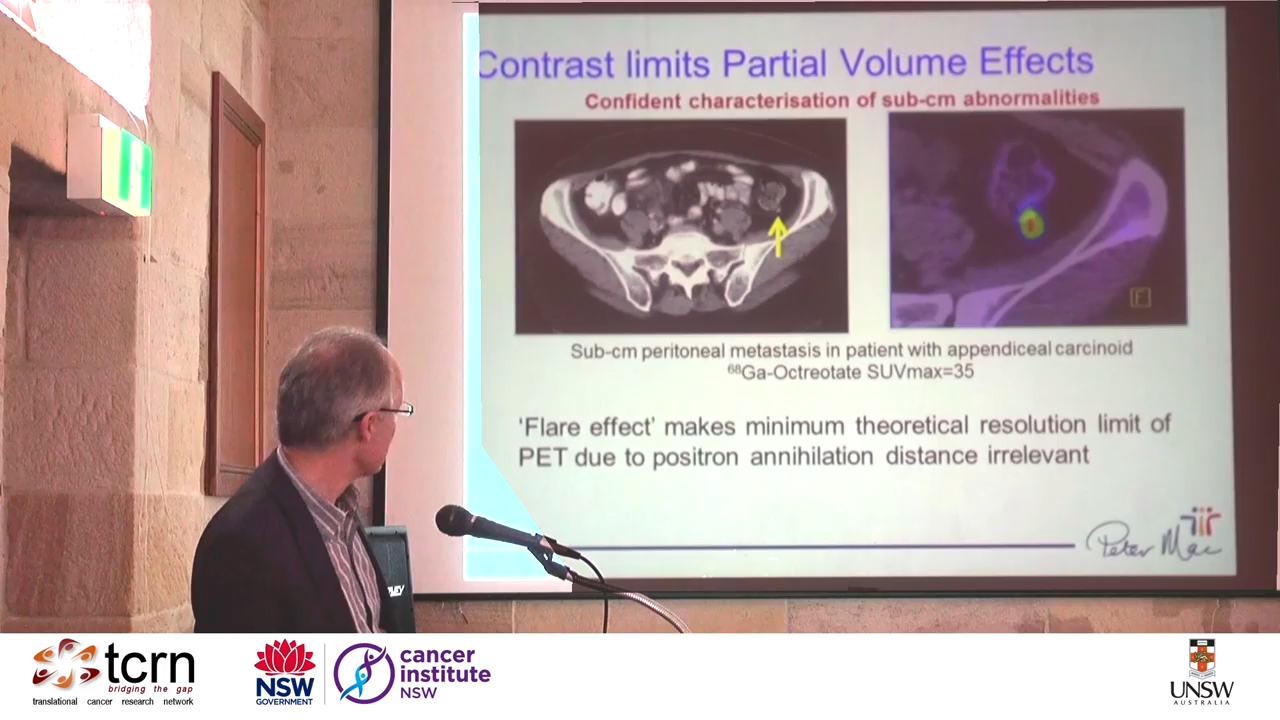 Contrast limits Partial Volume Effects
Confident characterisation of sub-cm abnormalities
F
Sub-cm peritoneal metastasis in patient with appendiceal carcinoid
⁶⁸Ga-Octreotate SUVmax=35
‘Flare effect’ makes minimum theoretical resolution limit of
PET due to positron annihilation distance irrelevant
Peter Mac
tcrn
bridging the gap
translational cancer research network
NSW
GOVERNMENT
cancer
institute
NSW
UNSW
AUSTRALIA